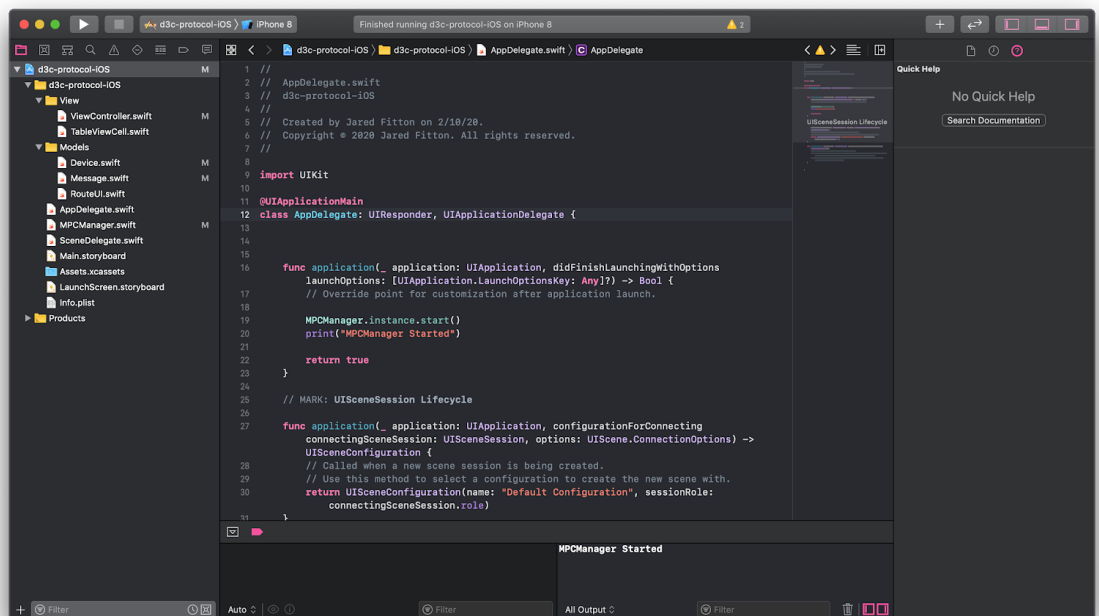 d3c-protocol-iOS
iPhone 8
Finished running d3c-protocol-iOS on iPhone 8
2
d3c-protocol-iOS
d3c-protocol-iOS
AppDelegate.swift
C AppDelegate
d3c-protocol-iOS M
d3c-protocol-iOS
View
ViewController.swift M
TableViewCell.swift
Models
Device.swift M
Message.swift M
RouteUI.swift
AppDelegate.swift
MPCManager.swift M
SceneDelegate.swift
Main.storyboard
Assets.xcassets
LaunchScreen.storyboard
Info.plist
Products
Filter
1 //
2 // AppDelegate.swift
3 // d3c-protocol-iOS
4 //
5 // Created by Jared Fitton on 2/10/20.
6 // Copyright © 2020 Jared Fitton. All rights reserved.
7 //
8
9 import UIKit
10
11 @UIApplicationMain
12 class AppDelegate: UIResponder, UIApplicationDelegate {
13
14
15
16 func application(_ application: UIApplication, didFinishLaunchingWithOptions
launchOptions: [UIApplication.LaunchOptionsKey: Any]?) -> Bool {
17 // Override point for customization after application launch.
18
19 MPCManager.instance.start()
20 print("MPCManager Started")
21
22 return true
23 }
24
25 // MARK: UISceneSession Lifecycle
26
27 func application(_ application: UIApplication, configurationForConnecting
connectingSceneSession: UISceneSession, options: UIScene.ConnectionOptions) ->
UISceneConfiguration {
28 // Called when a new scene session is being created.
29 // Use this method to select a configuration to create the new scene with.
30 return UISceneConfiguration(name: "Default Configuration", sessionRole:
connectingSceneSession.role)
31 }
UISceneSession Lifecycle
Quick Help
No Quick Help
Search Documentation
MPCManager Started
Auto
Filter
All Output
Filter